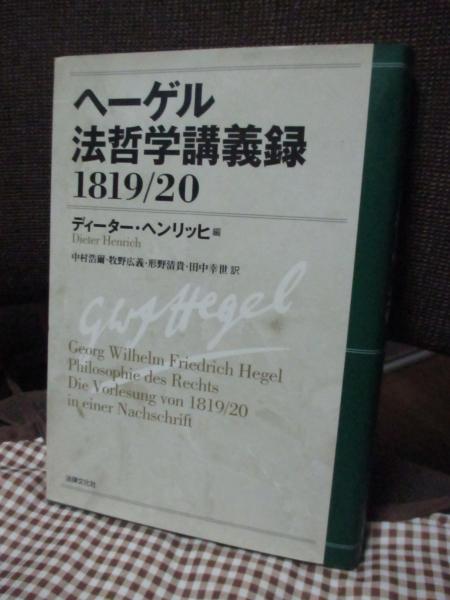 ヘーゲル
法哲学講義録
1819/20
ディーター・ヘンリッヒ 編
Dieter Henrich
中村浩爾・牧野広義・形野清貴・田中幸世 訳
GWF Hegel
Georg Wilhelm Friedrich Hegel
Philosophie des Rechts
Die Vorlesung von 1819/20
in einer Nachschrift
法律文化社